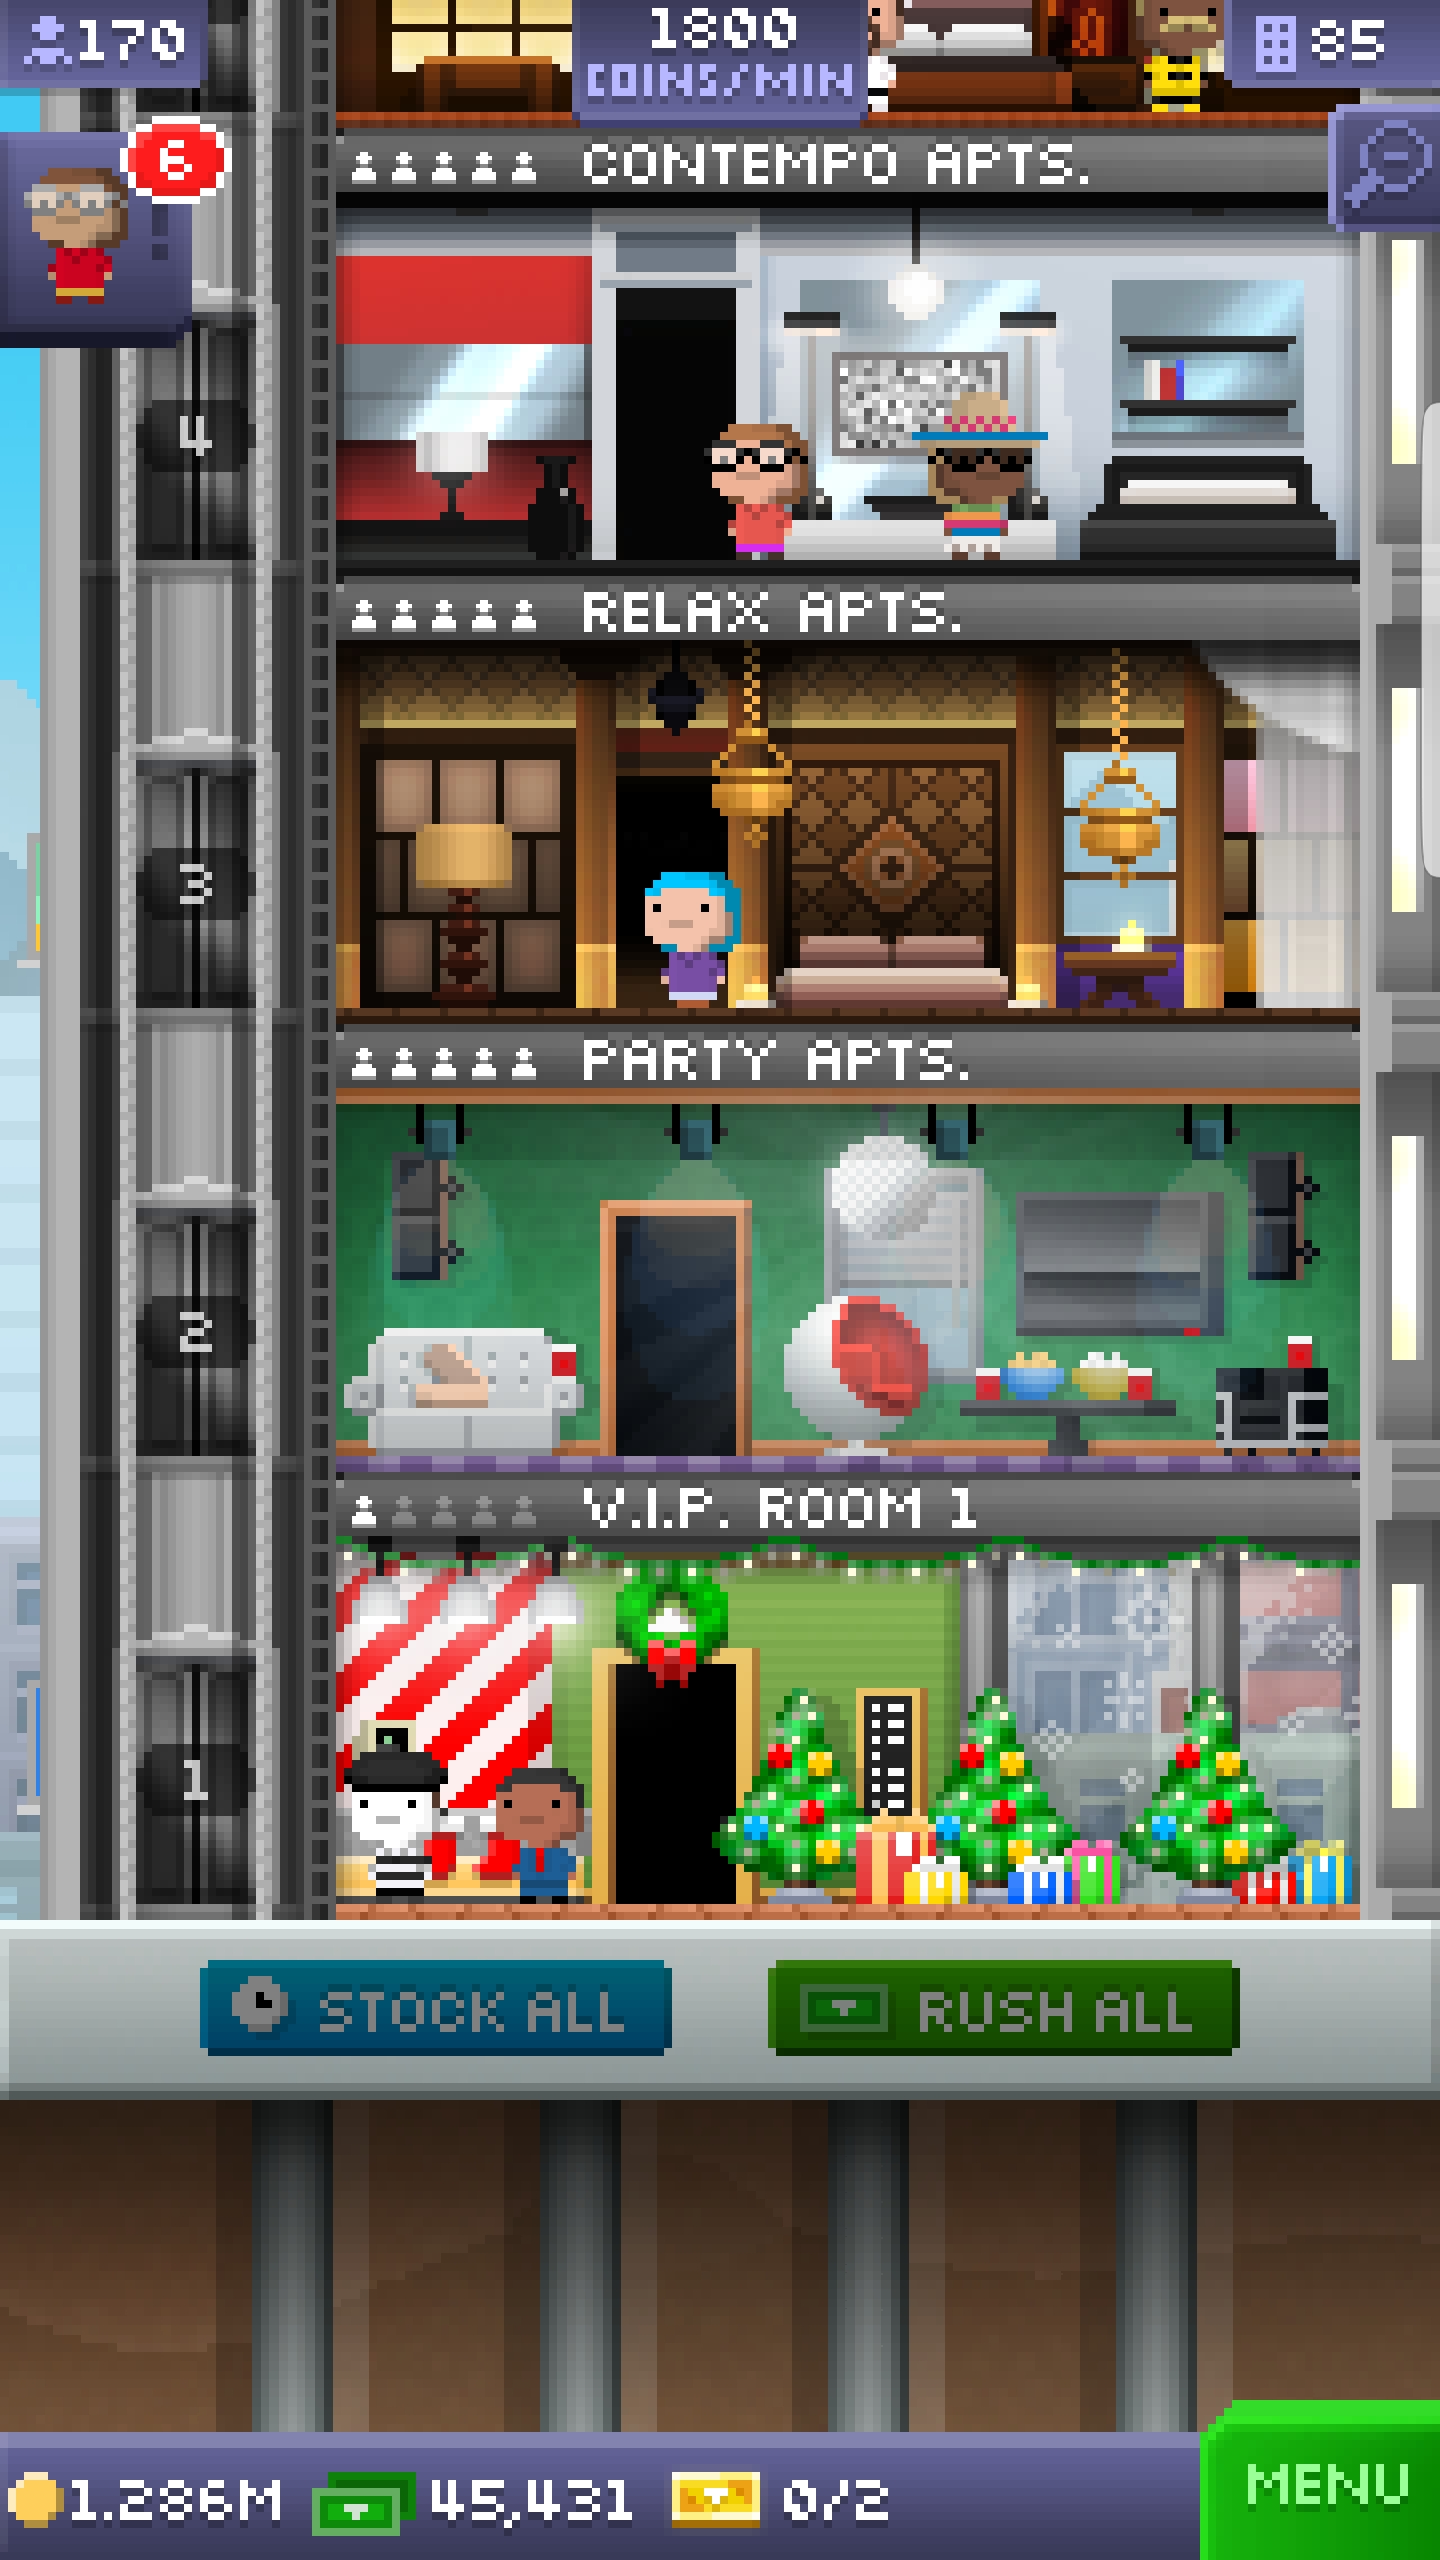 170
1800
COINS/MIN
85
6
CONTEMPO APTS.
4
RELAX APTS.
3
PARTY APTS.
2
V.I.P. ROOM 1
1
STOCK ALL
RUSH ALL
1.286M
45,431
0/2
MENU